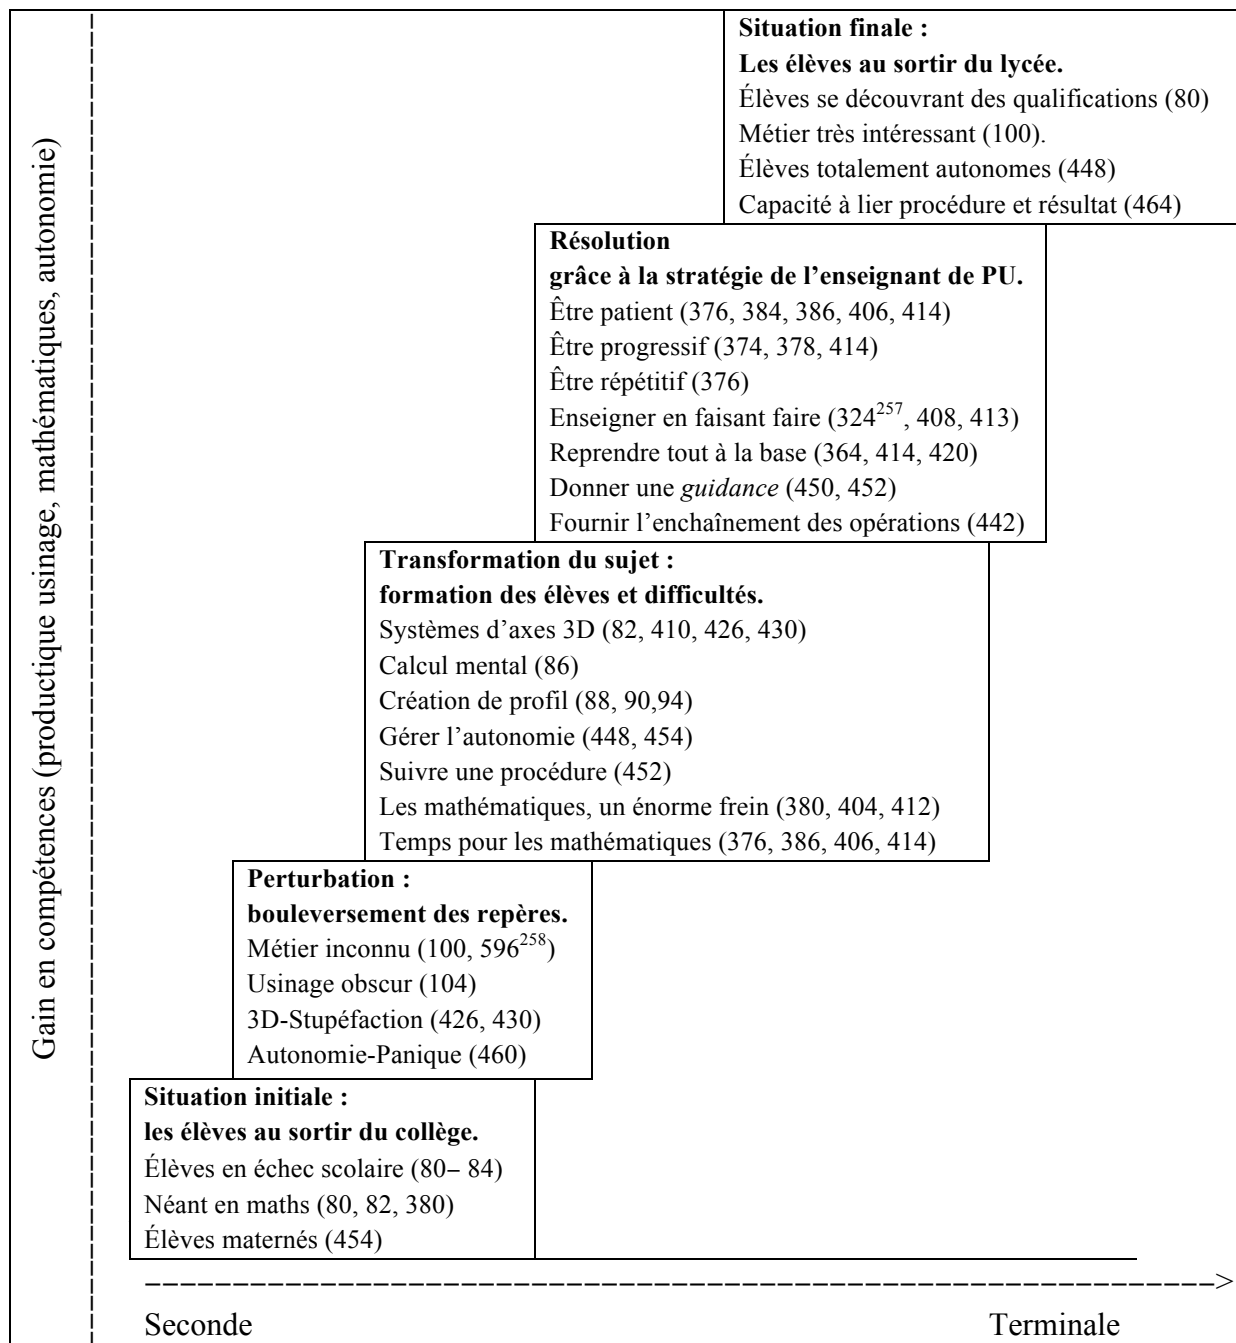 Gain en compétences (productique usinage, mathématiques, autonomie)
Situation finale :
Les élèves au sortir du lycée.
Élèves se découvrant des qualifications (80)
Métier très intéressant (100).
Élèves totalement autonomes (448)
Capacité à lier procédure et résultat (464)
Résolution
grâce à la stratégie de l’enseignant de PU.
Être patient (376, 384, 386, 406, 414)
Être progressif (374, 378, 414)
Être répétitif (376)
Enseigner en faisant faire (324257, 408, 413)
Reprendre tout à la base (364, 414, 420)
Donner une guidance (450, 452)
Fournir l’enchaînement des opérations (442)
Transformation du sujet :
formation des élèves et difficultés.
Systèmes d’axes 3D (82, 410, 426, 430)
Calcul mental (86)
Création de profil (88, 90,94)
Gérer l’autonomie (448, 454)
Suivre une procédure (452)
Les mathématiques, un énorme frein (380, 404, 412)
Temps pour les mathématiques (376, 386, 406, 414)
Perturbation :
bouleversement des repères.
Métier inconnu (100, 596258)
Usinage obscur (104)
3D-Stupéfaction (426, 430)
Autonomie-Panique (460)
Situation initiale :
les élèves au sortir du collège.
Élèves en échec scolaire (80– 84)
Néant en maths (80, 82, 380)
Élèves maternés (454)
Seconde Terminale